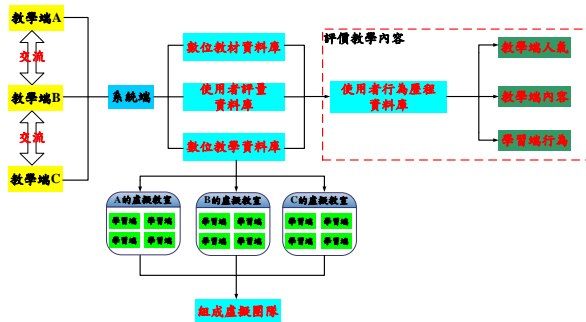 教學端A
交流
教學端B
交流
教學端C
系統端
數位教材資料庫
使用者評量
資料庫
數位教學資料庫
評價教學內容
使用者行為歷程
資料庫
教學端人氣
教學端內容
學習端行為
A的虛擬教室
學習端 學習端
學習端 學習端
B的虛擬教室
學習端 學習端
學習端 學習端
C的虛擬教室
學習端 學習端
學習端 學習端
組成虛擬團隊